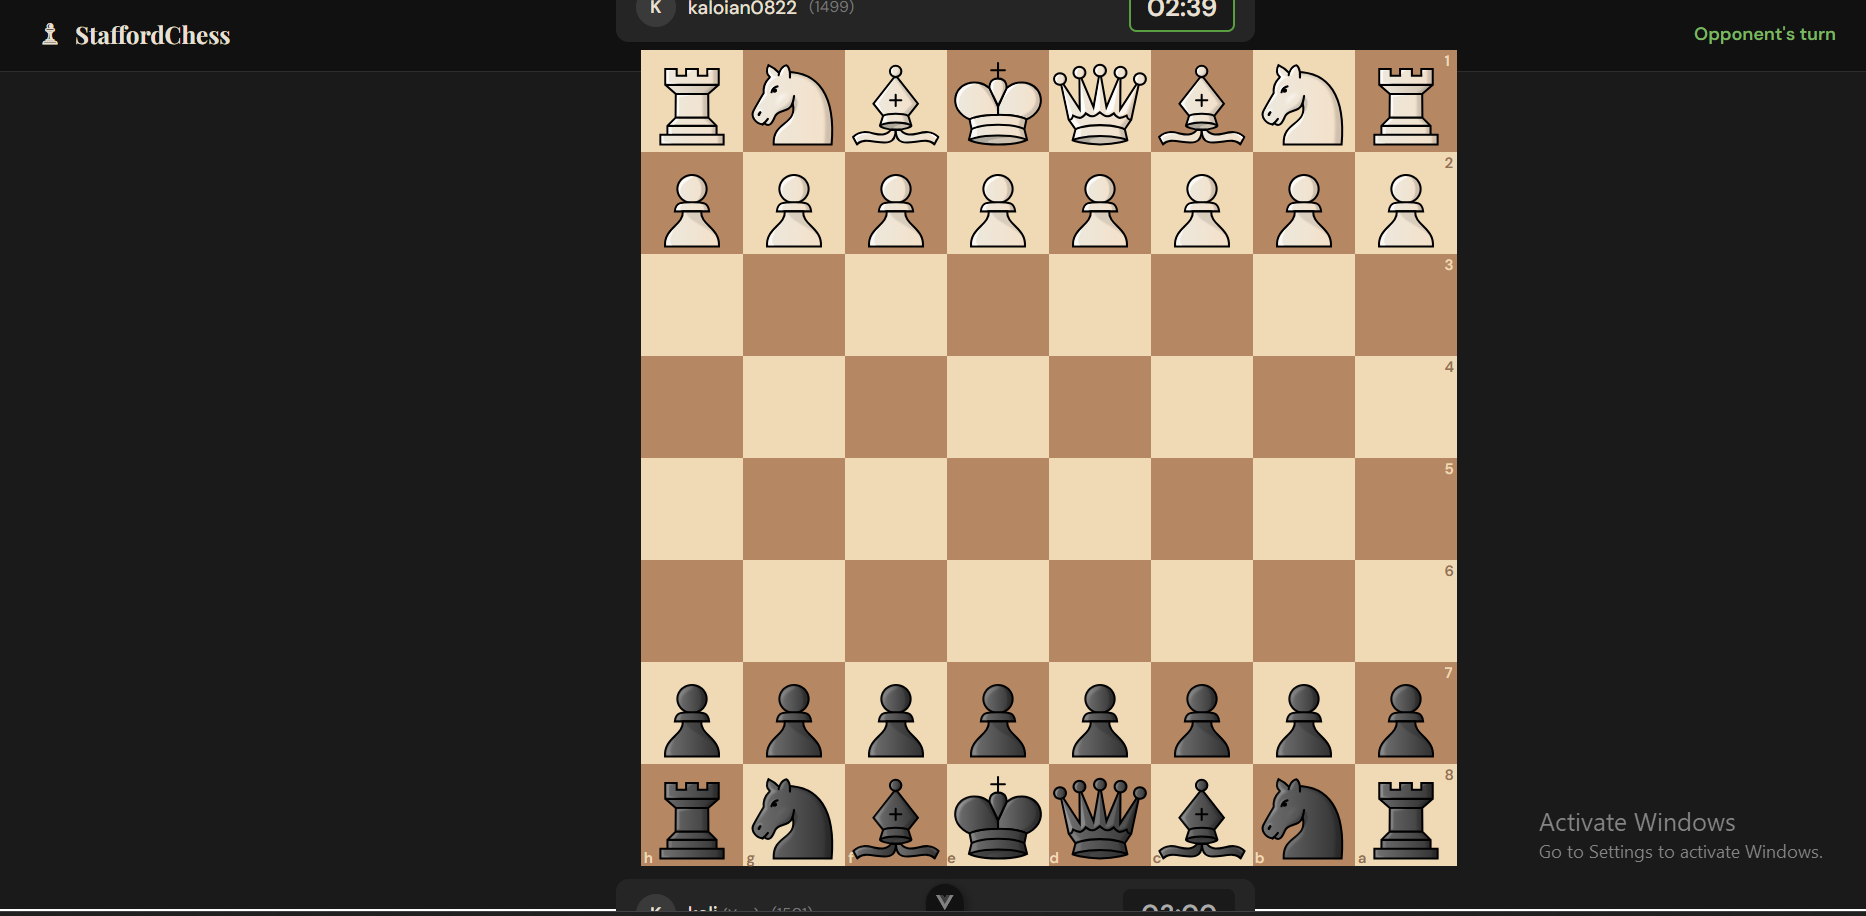 K kaloian0822 (1499) 02:39
StaffordChess
Opponent's turn
1
2
3
4
5
6
7
8
h g f e d c b a
Activate Windows
Go to Settings to activate Windows.